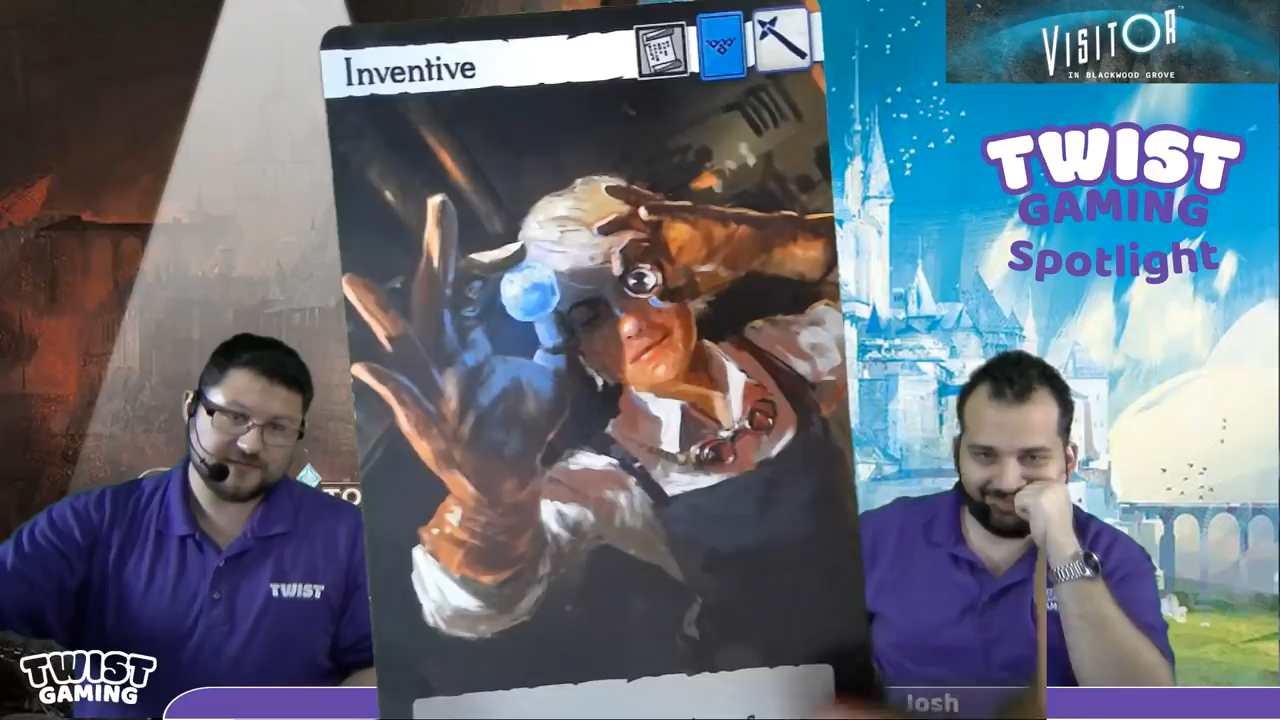 Inventive
VISITOR
IN BLACKWOOD GROVE
TWIST
GAMING
Spotlight
TWIST
TWIST
GAMING
Josh